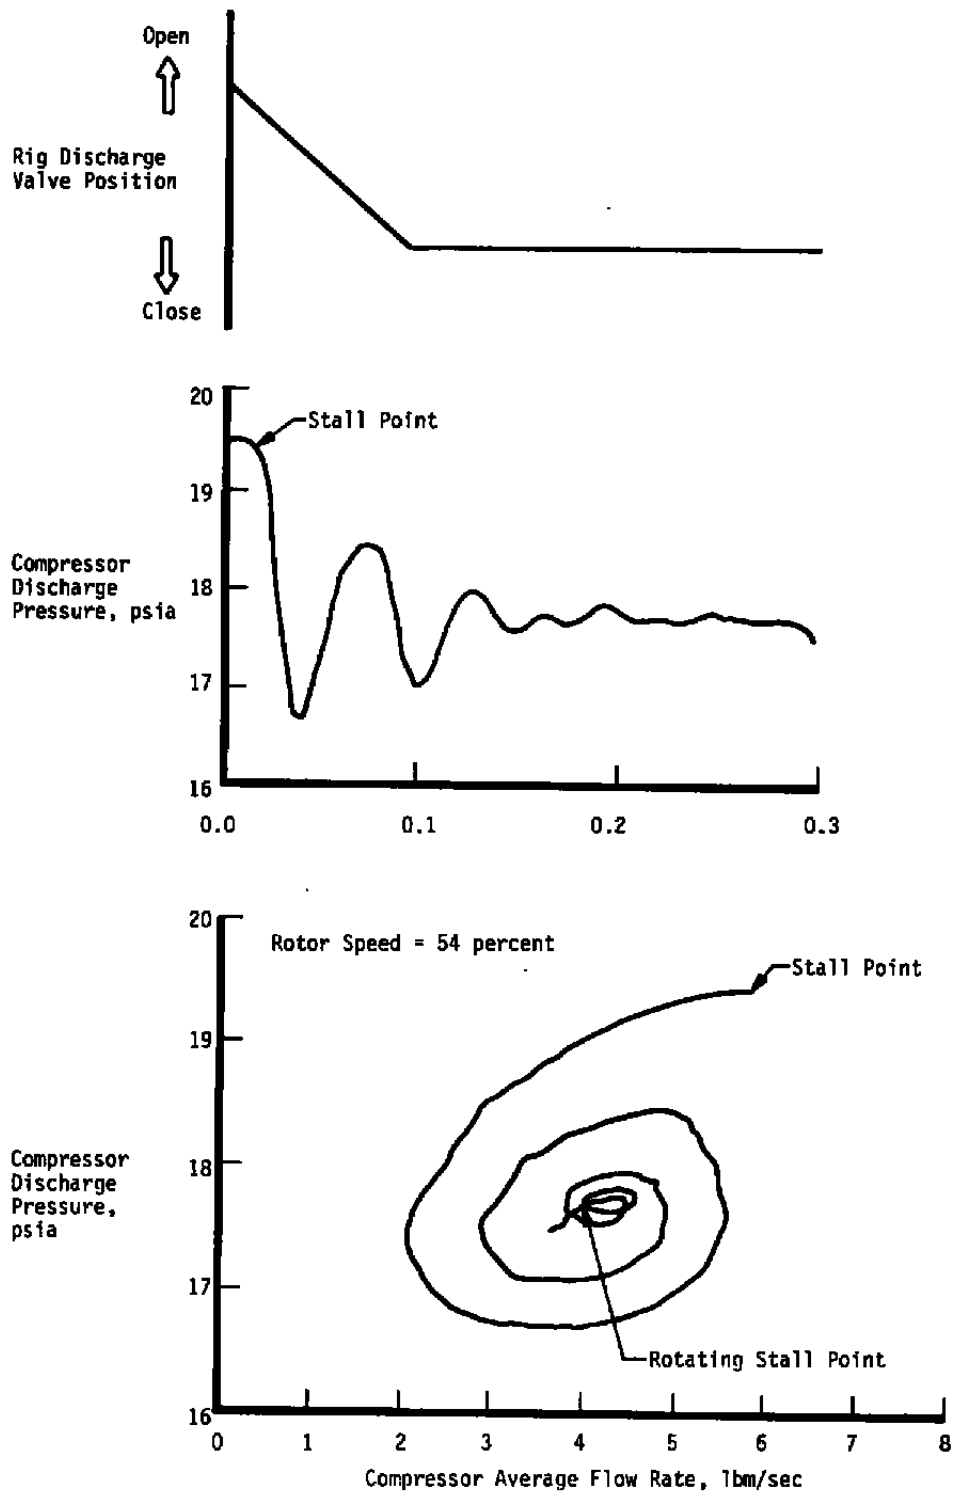 Open
Rig Discharge
Valve Position
Close
20
Stall Point
19
Compressor
Discharge
Pressure, psia
18
17
16
0.0
0.1
0.2
0.3
20
Rotor Speed = 54 percent
Stall Point
19
Compressor
Discharge
Pressure,
psia
18
17
Rotating Stall Point
16
0
1
2
3
4
5
6
7
8
Compressor Average Flow Rate, lbm/sec